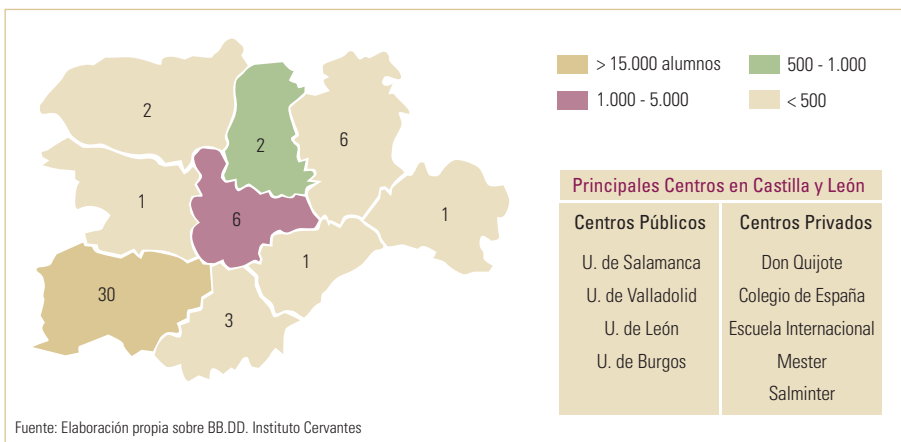 > 15.000 alumnos
500 - 1.000
1.000 - 5.000
< 500
2
2
6
1
6
1
1
30
3
Principales Centros en Castilla y León
Centros Públicos
U. de Salamanca
U. de Valladolid
U. de León
U. de Burgos
Centros Privados
Don Quijote
Colegio de España
Escuela Internacional
Mester
Salminter
Fuente: Elaboración propia sobre BB.DD. Instituto Cervantes